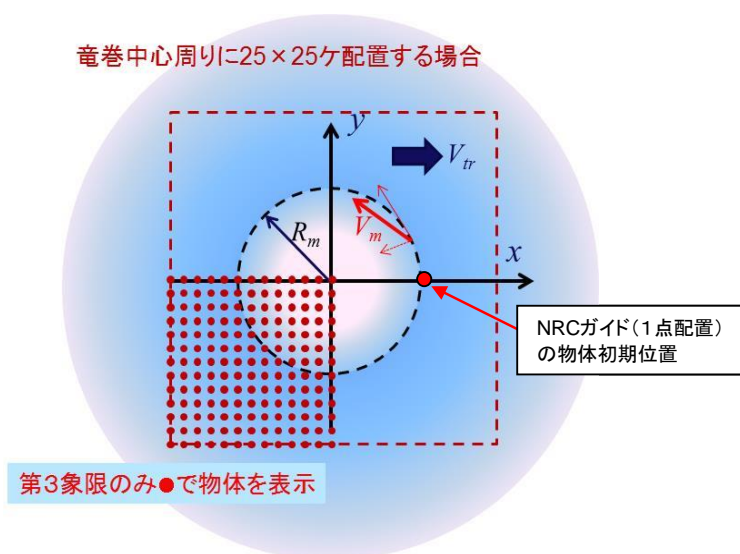 竜巻中心周りに25×25ケ配置する場合
y
V_tr
V_m
R_m
x
NRCガイド（１点配置）
の物体初期位置
第3象限のみ●で物体を表示